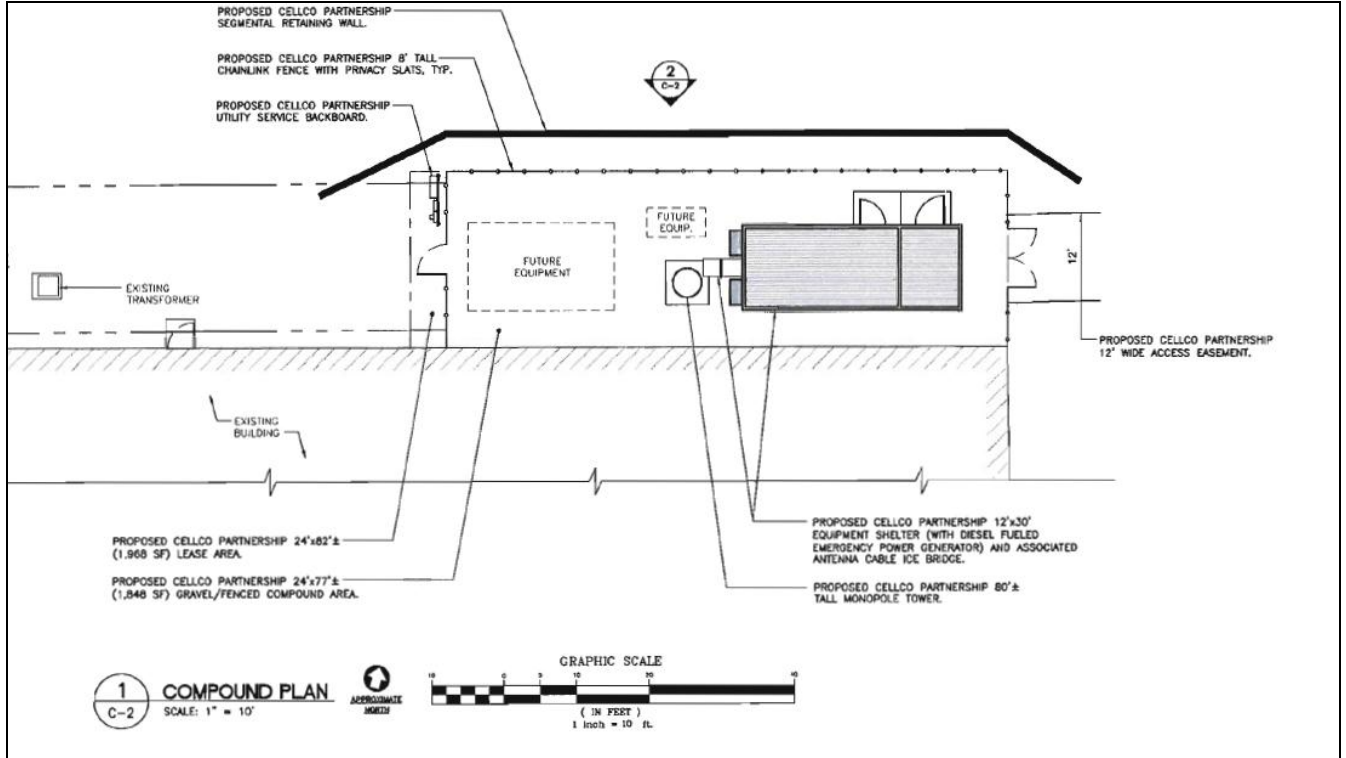 PROPOSED CELLCO PARTNERSHIP
SEGMENTAL RETAINING WALL.
PROPOSED CELLCO PARTNERSHIP 8' TALL
CHAINLINK FENCE WITH PRIVACY SLATS, TYP.
PROPOSED CELLCO PARTNERSHIP
UTILITY SERVICE BACKBOARD.
2
C-2
FUTURE
EQUIP.
FUTURE
EQUIPMENT
EXISTING
TRANSFORMER
12'
PROPOSED CELLCO PARTNERSHIP
12' WIDE ACCESS EASEMENT.
EXISTING
BUILDING
PROPOSED CELLCO PARTNERSHIP 24'x82'±
(1,968 SF) LEASE AREA.
PROPOSED CELLCO PARTNERSHIP 24'x77'±
(1,848 SF) GRAVEL/FENCED COMPOUND AREA.
PROPOSED CELLCO PARTNERSHIP 12'x30'
EQUIPMENT SHELTER (WITH DIESEL FUELED
EMERGENCY POWER GENERATOR) AND ASSOCIATED
ANTENNA CABLE ICE BRIDGE.
PROPOSED CELLCO PARTNERSHIP 80'±
TALL MONOPOLE TOWER.
1
C-2
COMPOUND PLAN
SCALE: 1" = 10'
APPROXIMATE
NORTH
GRAPHIC SCALE
10 0 5 10 20
( IN FEET )
1 inch = 10 ft.